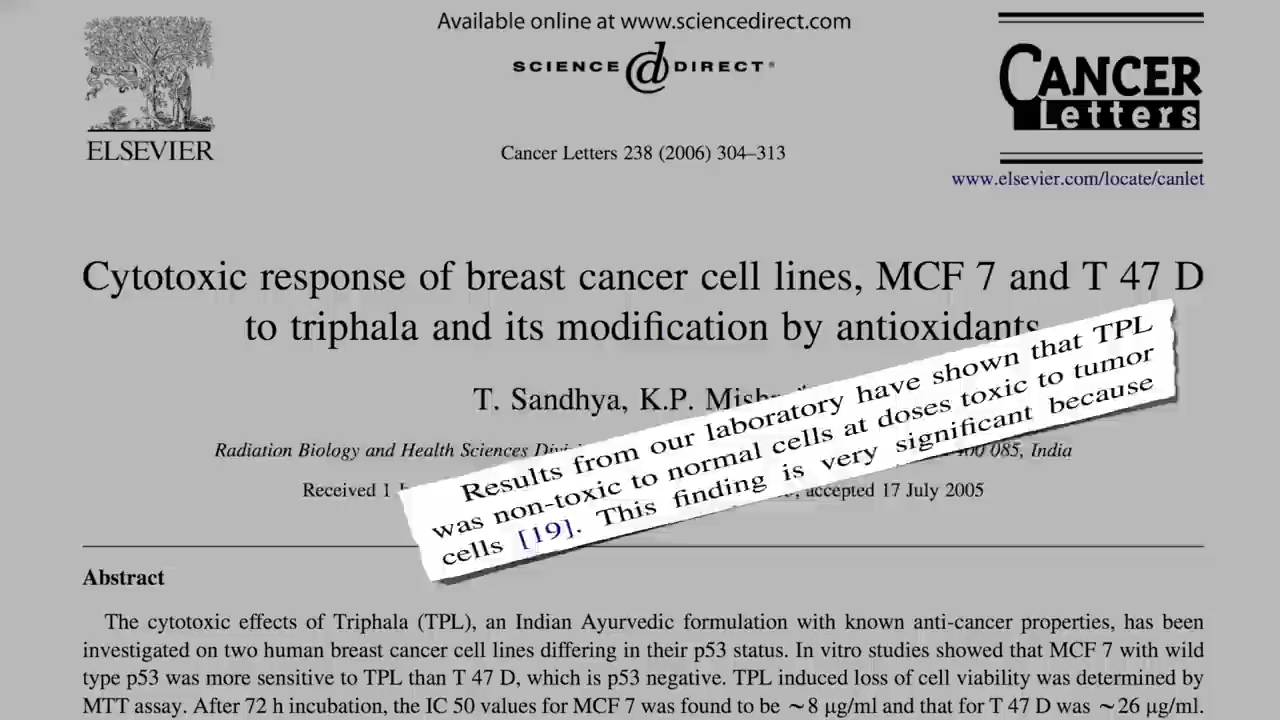 Available online at www.sciencedirect.com
SCIENCE @ DIRECT®
ELSEVIER
CANCER
Letters
Cancer Letters 238 (2006) 304–313
www.elsevier.com/locate/canlet
Cytotoxic response of breast cancer cell lines, MCF 7 and T 47 D
to triphala and its modification by antioxidants
T. Sandhya, K.P.
Radiation Biology and Health Sciences 085, India
Received 1 accepted 17 July 2005
Results from our laboratory have shown that TPL
was non-toxic to normal cells at doses toxic to tumor
cells [19]. This finding is very significant because
Abstract
The cytotoxic effects of Triphala (TPL), an Indian Ayurvedic formulation with known anti-cancer properties, has been
investigated on two human breast cancer cell lines differing in their p53 status. In vitro studies showed that MCF 7 with wild
type p53 was more sensitive to TPL than T 47 D, which is p53 negative. TPL induced loss of cell viability was determined by
MTT assay. After 72 h incubation, the IC 50 values for MCF 7 was found to be ~8 µg/ml and that for T 47 D was ~26 µg/ml.